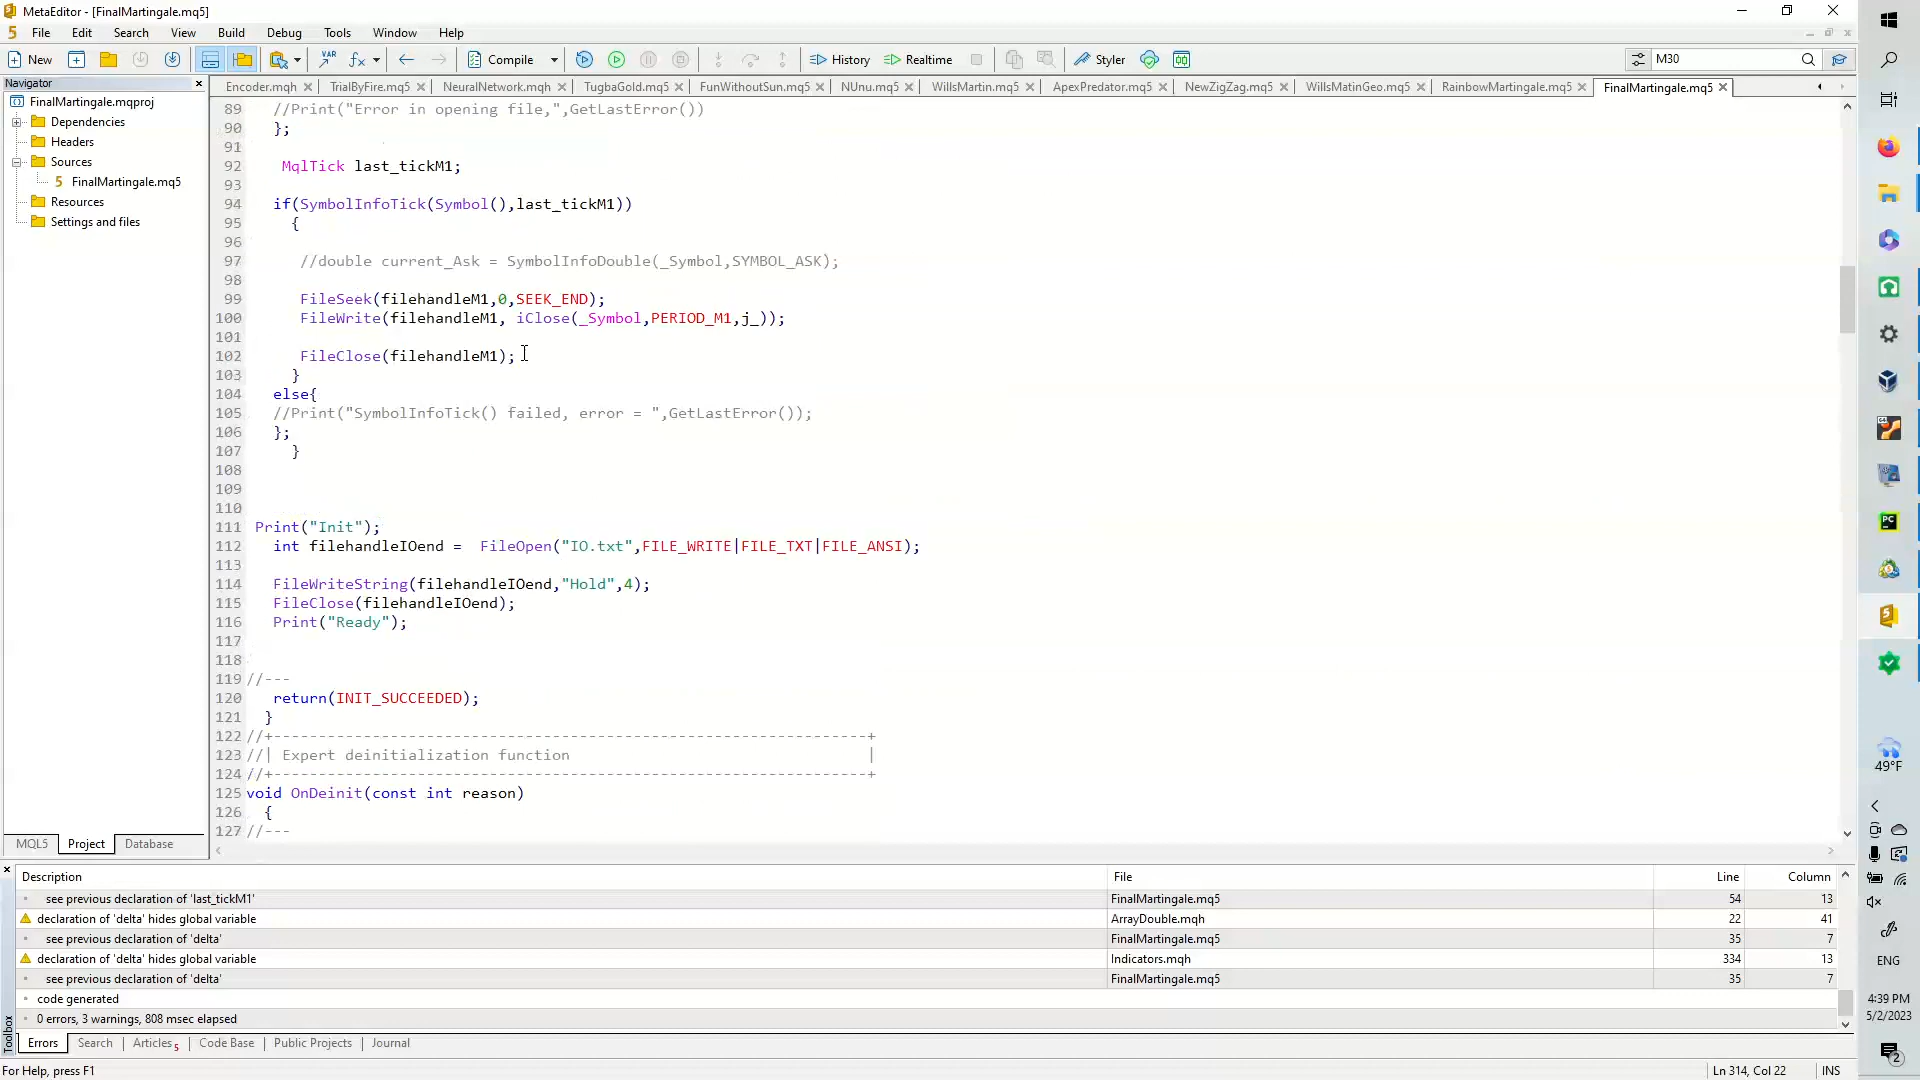 MetaEditor - [FinalMartingale.mq5]
File Edit Search View Build Debug Tools Window Help
New Compile History Realtime Styler M30
Navigator
FinalMartingale.mqproj
Dependencies
Headers
Sources
FinalMartingale.mq5
Resources
Settings and files
MQL5 Project Database
Encoder.mqh TrialByFire.mq5 NeuralNetwork.mqh TugbaGold.mq5 FunWithoutSun.mq5 NUnu.mq5 WillsMartin.mq5 ApexPredator.mq5 NewZigZag.mq5 WillsMatinGeo.mq5 RainbowMartingale.mq5 FinalMartingale.mq5
89 //Print("Error in opening file,",GetLastError())
90 };
91
92 MqlTick last_tickM1;
93
94 if(SymbolInfoTick(Symbol(),last_tickM1))
95 {
96
97 //double current_Ask = SymbolInfoDouble(_Symbol,SYMBOL_ASK);
98
99 FileSeek(filehandleM1,0,SEEK_END);
100 FileWrite(filehandleM1, iClose(_Symbol,PERIOD_M1,j_));
101
102 FileClose(filehandleM1);
103 }
104 else{
105 //Print("SymbolInfoTick() failed, error = ",GetLastError());
106 };
107 }
108
109
110
111 Print("Init");
112 int filehandleIOend = FileOpen("IO.txt",FILE_WRITE|FILE_TXT|FILE_ANSI);
113
114 FileWriteString(filehandleIOend,"Hold",4);
115 FileClose(filehandleIOend);
116 Print("Ready");
117
118
119 //---
120 return(INIT_SUCCEEDED);
121 }
122 //+------------------------------------------------------------------+
123 //| Expert deinitialization function |
124 //+------------------------------------------------------------------+
125 void OnDeinit(const int reason)
126 {
127 //---
Description File Line Column
see previous declaration of 'last_tickM1' FinalMartingale.mq5 54 13
declaration of 'delta' hides global variable ArrayDouble.mqh 22 41
see previous declaration of 'delta' FinalMartingale.mq5 35 7
declaration of 'delta' hides global variable Indicators.mqh 334 13
see previous declaration of 'delta' FinalMartingale.mq5 35 7
code generated
0 errors, 3 warnings, 808 msec elapsed
Toolbox
Errors Search Articles 5 Code Base Public Projects Journal
For Help, press F1 Ln 314, Col 22 INS
49°F
ENG
4:39 PM
5/2/2023
2